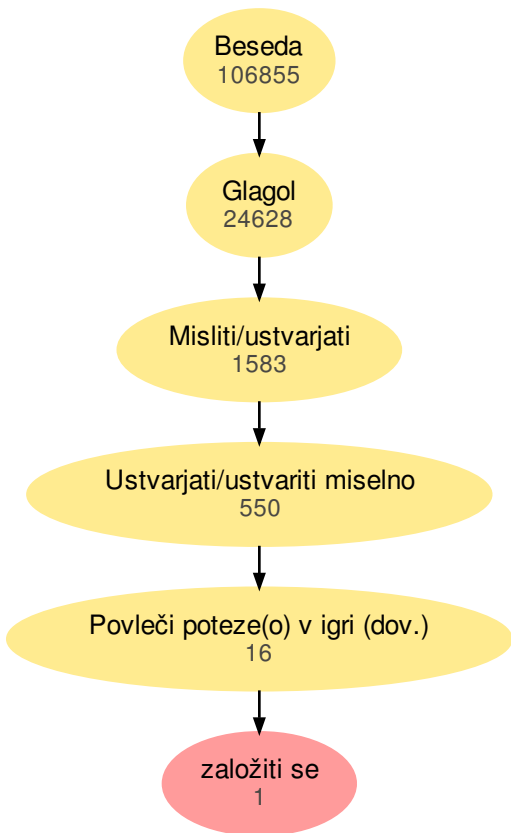 Beseda
106855
Glagol
24628
Misliti/ustvarjati
1583
Ustvarjati/ustvariti miselno
550
Povleči poteze(o) v igri (dov.)
16
založiti se
1